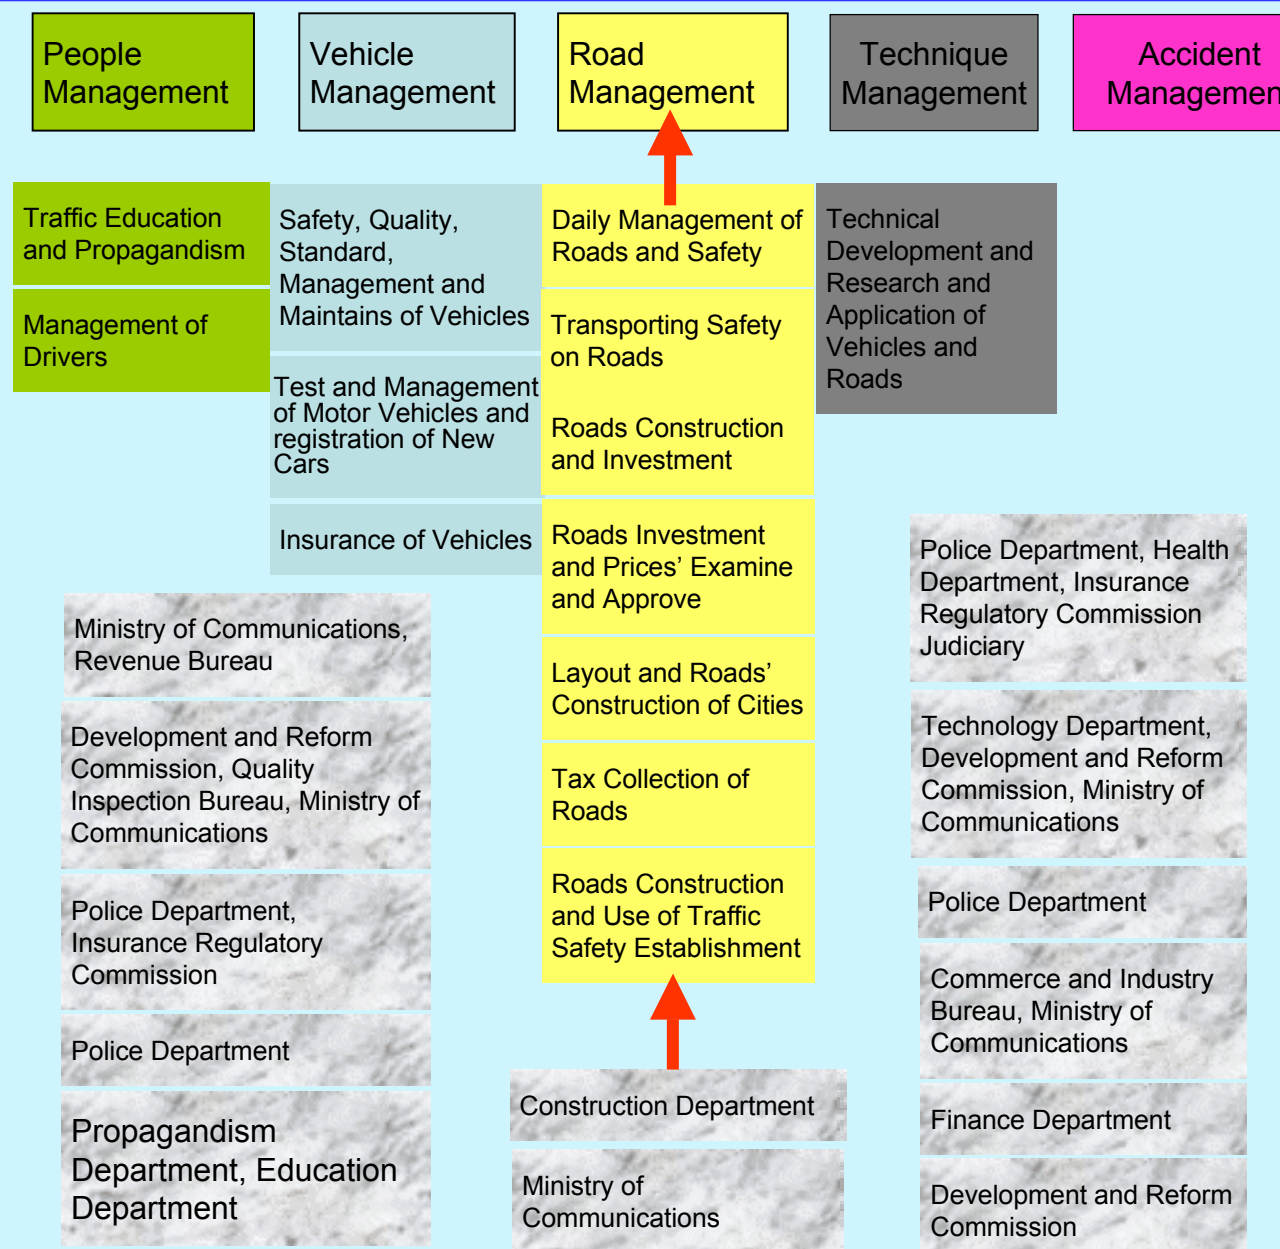 People
Management
Vehicle
Management
Road
Management
Technique
Management
Accident
Managemen
Traffic Education
and Propagandism
Management of
Drivers
Safety, Quality,
Standard,
Management and
Maintains of Vehicles
Test and Management
of Motor Vehicles and
registration of New
Cars
Insurance of Vehicles
Daily Management of
Roads and Safety
Transporting Safety
on Roads
Roads Construction
and Investment
Roads Investment
and Prices’ Examine
and Approve
Layout and Roads’
Construction of Cities
Tax Collection of
Roads
Roads Construction
and Use of Traffic
Safety Establishment
Technical
Development and
Research and
Application of
Vehicles and
Roads
Ministry of Communications,
Revenue Bureau
Development and Reform
Commission, Quality
Inspection Bureau, Ministry of
Communications
Police Department,
Insurance Regulatory
Commission
Police Department
Propagandism
Department, Education
Department
Construction Department
Ministry of
Communications
Police Department, Health
Department, Insurance
Regulatory Commission
Judiciary
Technology Department,
Development and Reform
Commission, Ministry of
Communications
Police Department
Commerce and Industry
Bureau, Ministry of
Communications
Finance Department
Development and Reform
Commission